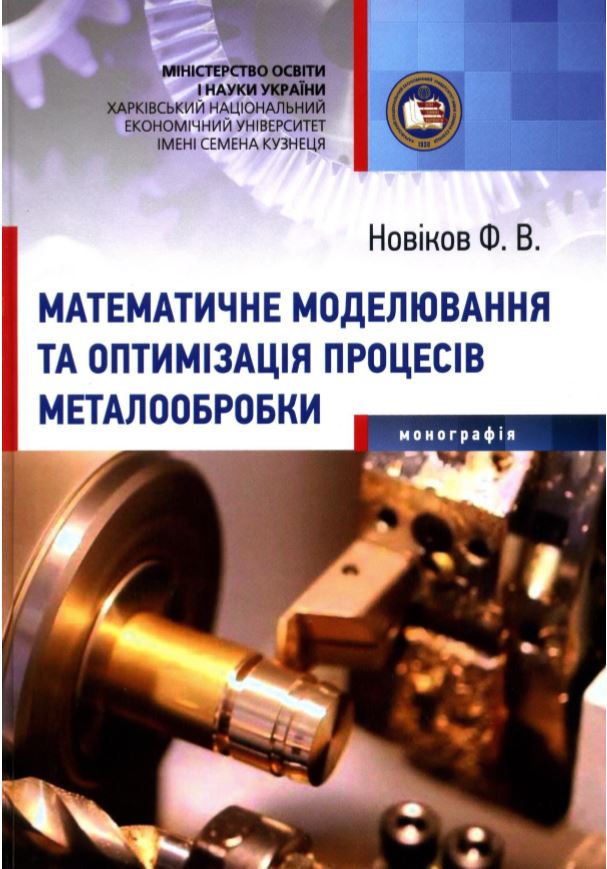 МІНІСТЕРСТВО ОСВІТИ
І НАУКИ УКРАЇНИ
ХАРКІВСЬКИЙ НАЦІОНАЛЬНИЙ
ЕКОНОМІЧНИЙ УНІВЕРСИТЕТ
ІМЕНІ СЕМЕНА КУЗНЕЦЯ
1930
Новіков Ф. В.
МАТЕМАТИЧНЕ МОДЕЛЮВАННЯ
ТА ОПТИМІЗАЦІЯ ПРОЦЕСІВ
МЕТАЛООБРОБКИ
монографія